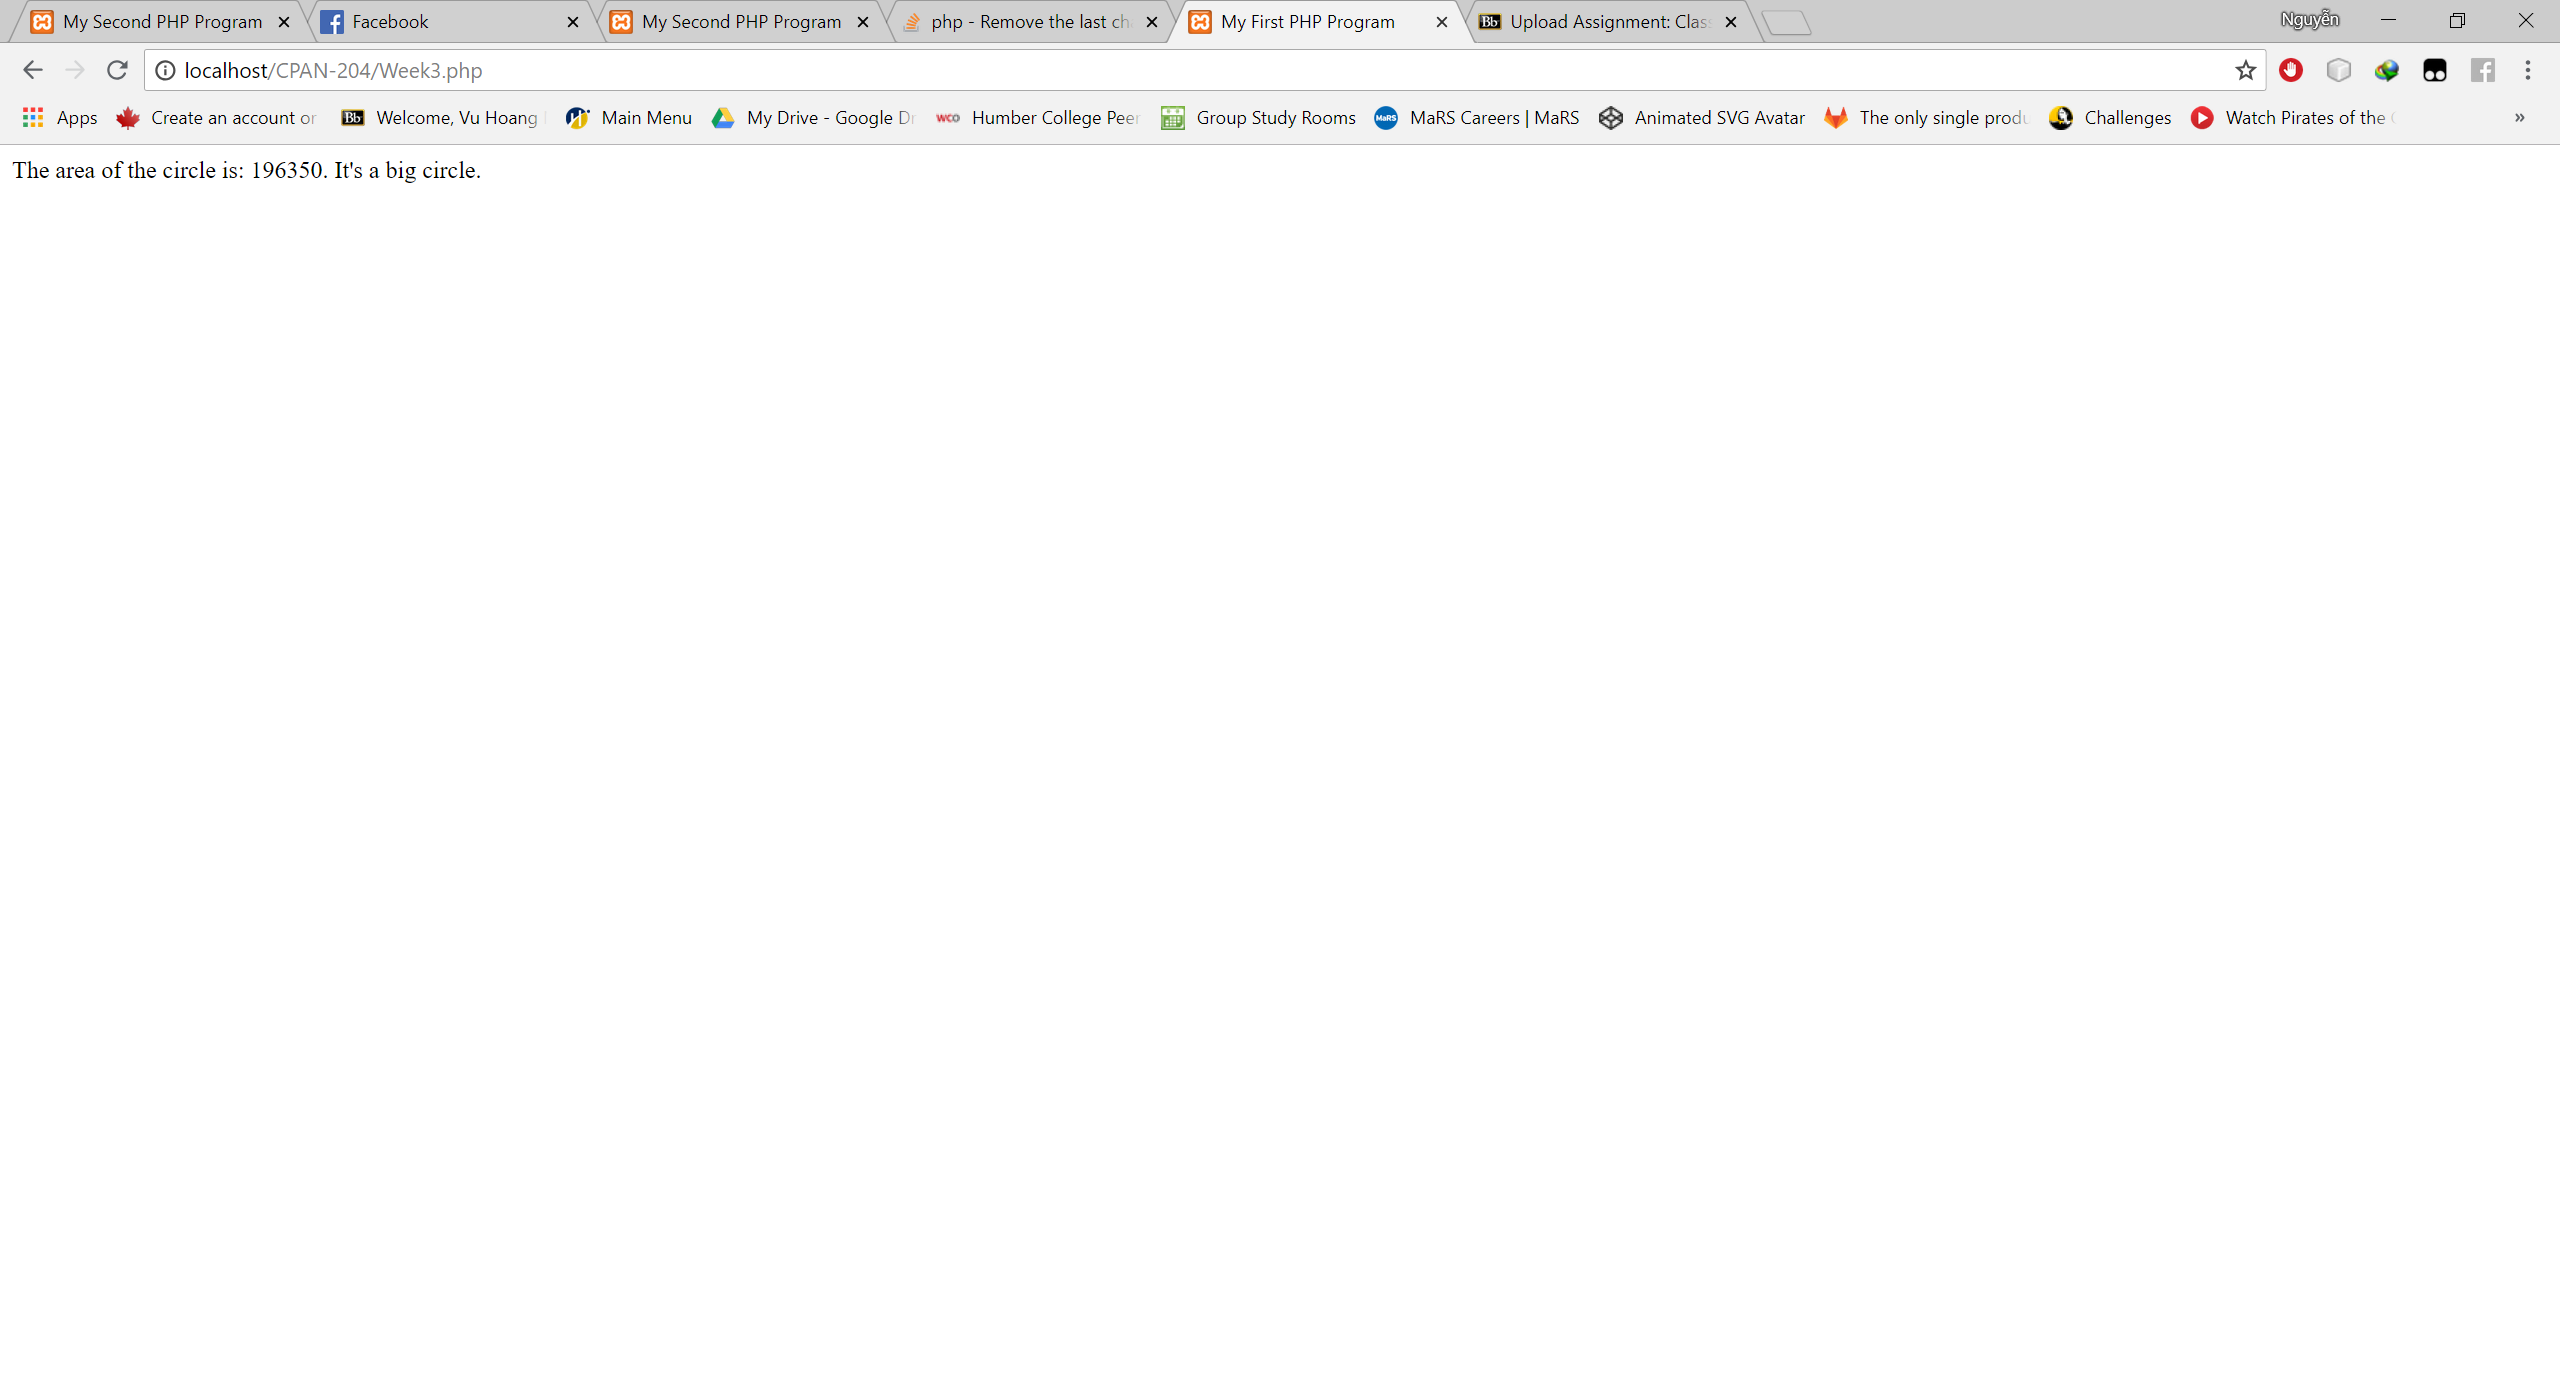 My Second PHP Program Facebook My Second PHP Program php - Remove the last ch My First PHP Program Upload Assignment: Clas Nguyễn
localhost/CPAN-204/Week3.php
Apps Create an account or Bb Welcome, Vu Hoang Main Menu My Drive - Google Dr WCO Humber College Peer Group Study Rooms MaRS MaRS Careers | MaRS Animated SVG Avatar The only single produ Challenges Watch Pirates of the »
The area of the circle is: 196350. It's a big circle.